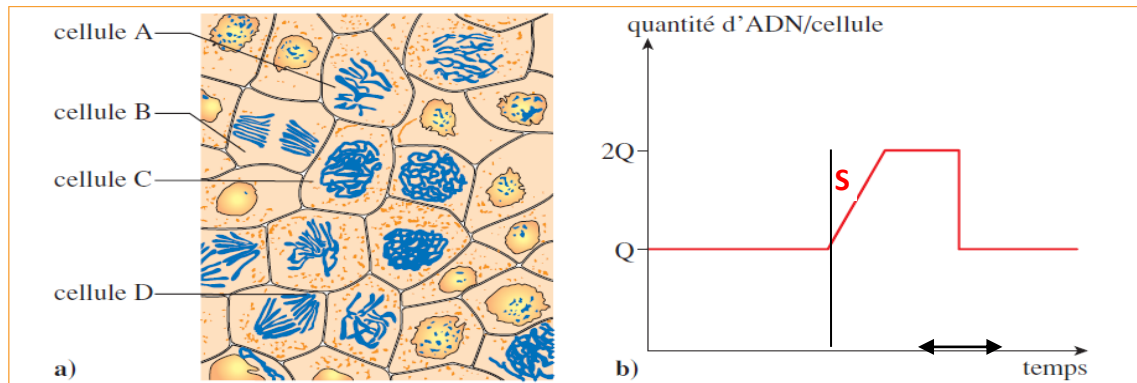 cellule A
cellule B
cellule C
cellule D
a)
quantité d'ADN/cellule
2Q
S
Q
b)
temps